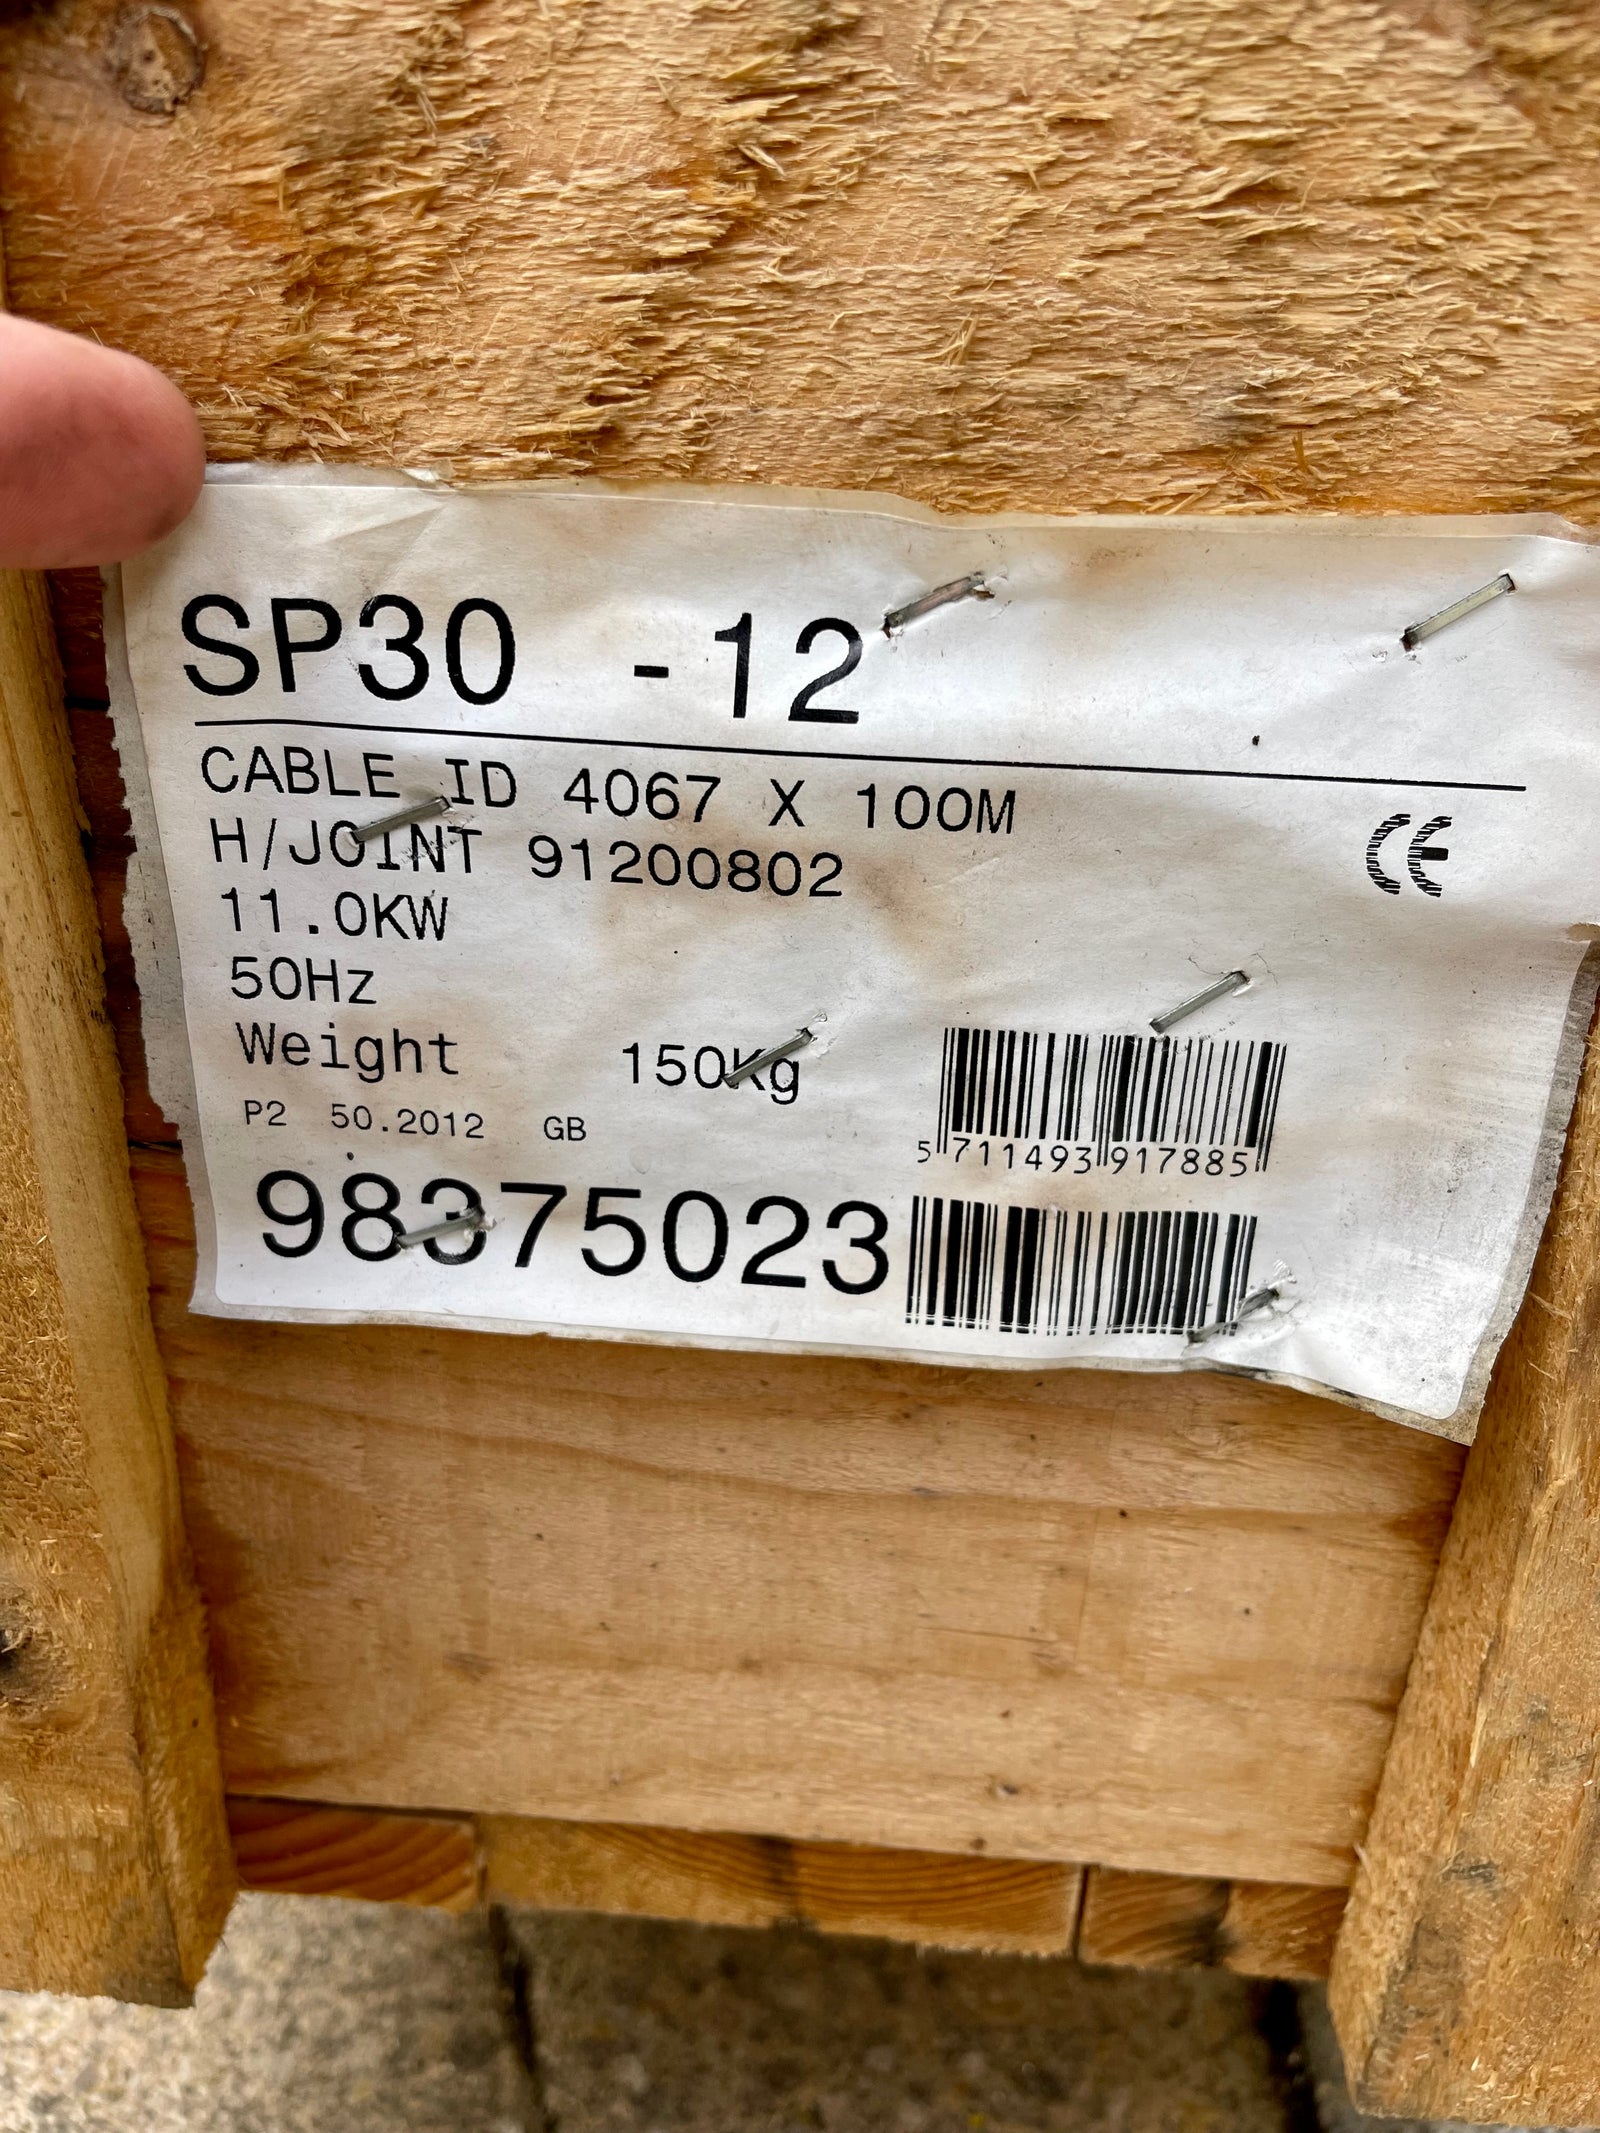 SP30 -12
CABLE ID 4067 X 100M
H/JOINT 91200802
CE
11.0KW
50Hz
Weight 150Kg
P2 50.2012 GB
5 711493 917885
98375023